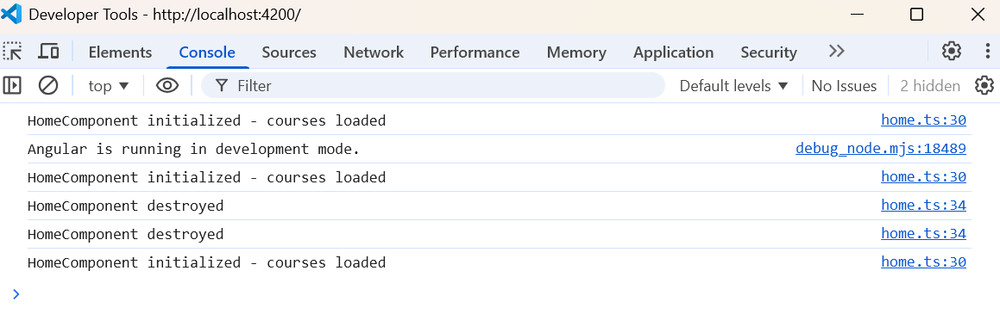 Developer Tools - http://localhost:4200/
Elements Console Sources Network Performance Memory Application Security
top Filter Default levels No Issues 2 hidden
HomeComponent initialized - courses loaded home.ts:30
Angular is running in development mode. debug_node.mjs:18489
HomeComponent initialized - courses loaded home.ts:30
HomeComponent destroyed home.ts:34
HomeComponent destroyed home.ts:34
HomeComponent initialized - courses loaded home.ts:30